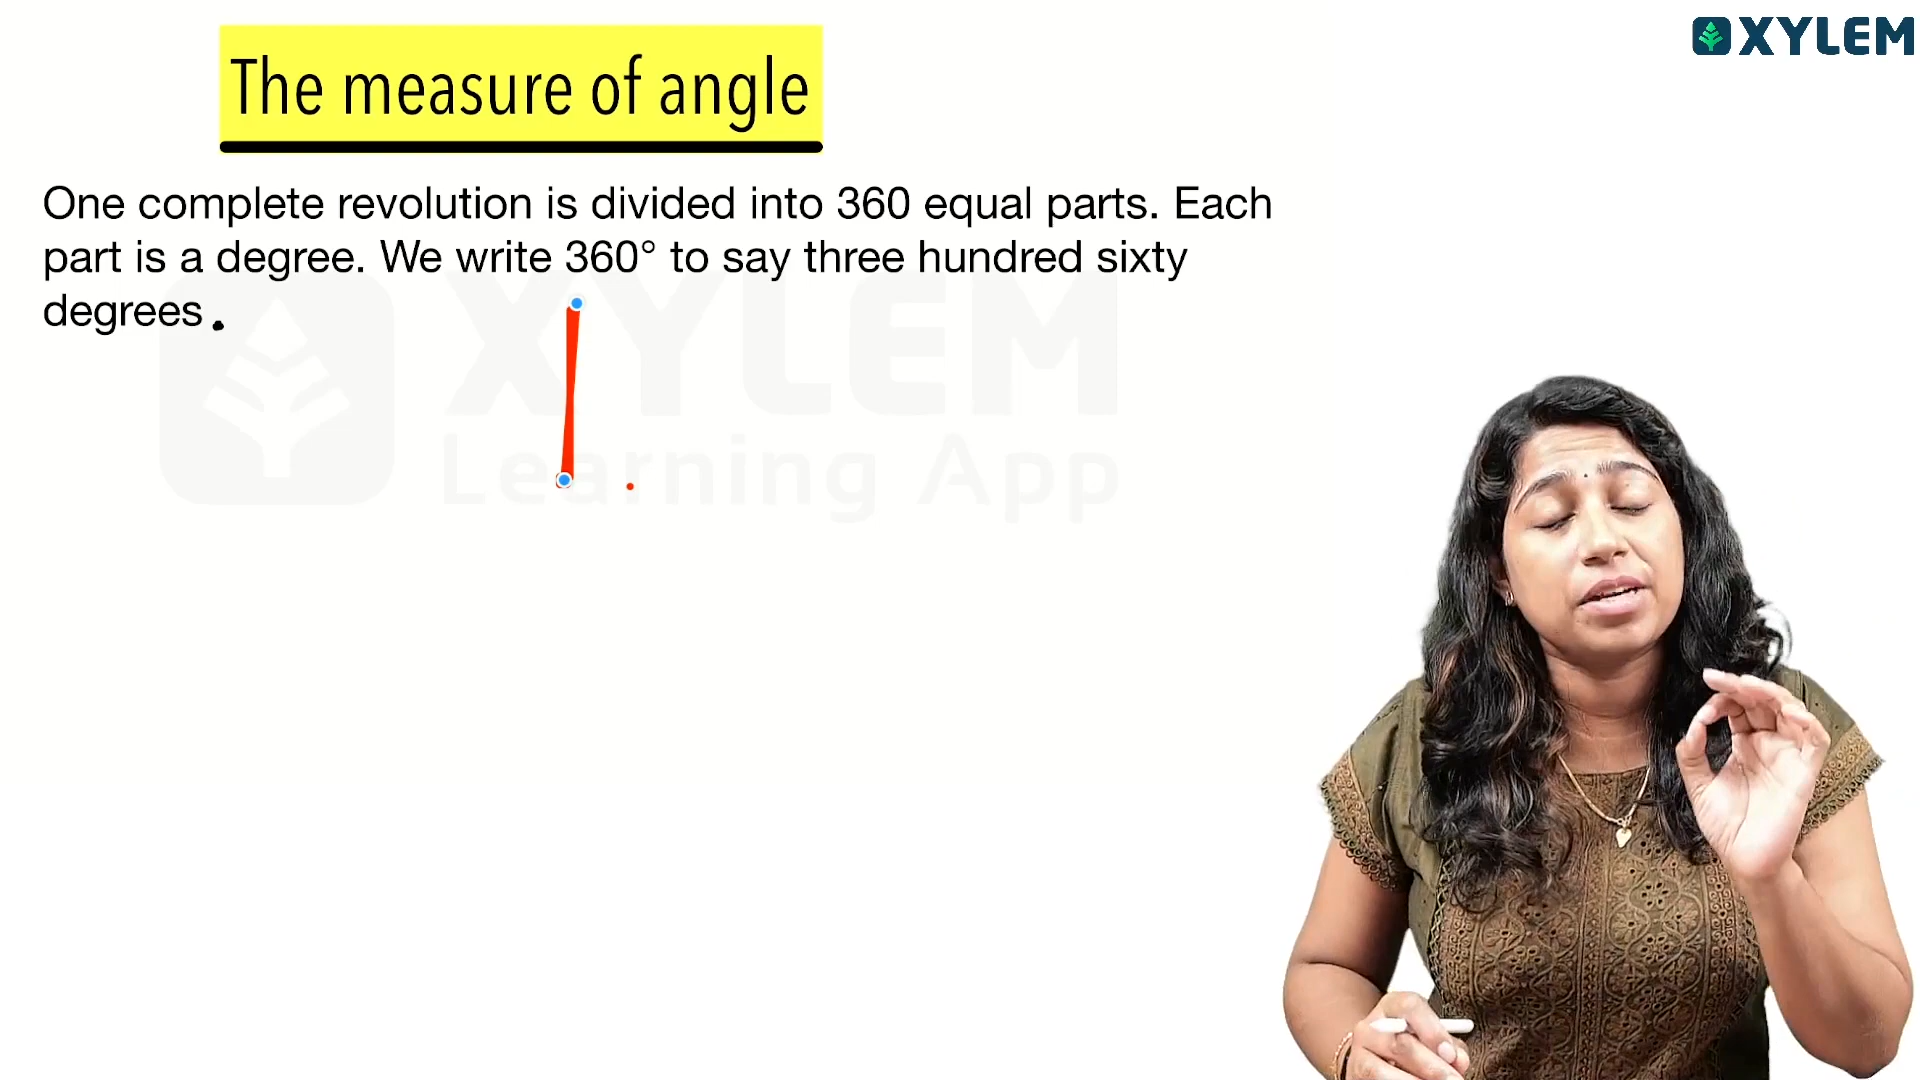 XYLEM
The measure of angle
One complete revolution is divided into 360 equal parts. Each
part is a degree. We write 360° to say three hundred sixty
degrees.
XYLEM
Learning App